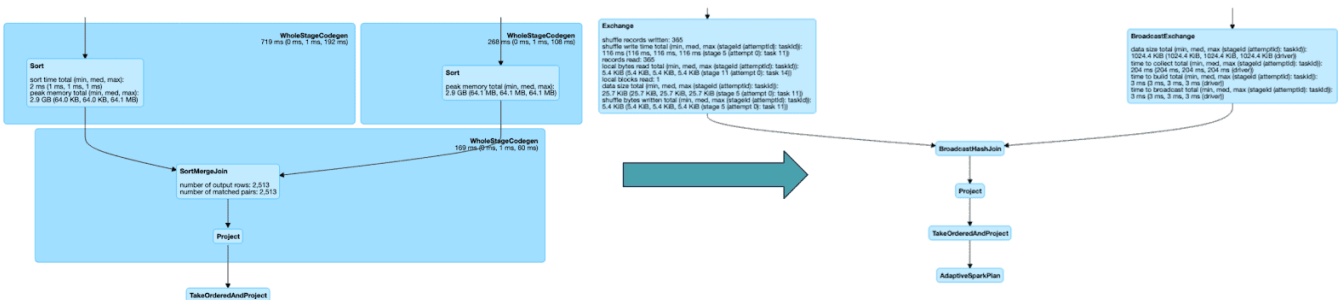 WholeStageCodegen
719 ms (0 ms, 1 ms, 192 ms)
Sort
sort time total (min, med, max):
2 ms (1 ms, 1 ms, 1 ms)
peak memory total (min, med, max):
2.9 GB (64.0 KB, 64.0 KB, 64.1 MB)
WholeStageCodegen
268 ms (0 ms, 1 ms, 108 ms)
Sort
peak memory total (min, med, max):
2.9 GB (64.1 MB, 64.1 MB, 64.1 MB)
WholeStageCodegen
169 ms (0 ms, 1 ms, 60 ms)
SortMergeJoin
number of output rows: 2,513
number of matched pairs: 2,513
Project
TakeOrderedAndProject
Exchange
shuffle records written: 365
shuffle write time total (min, med, max (stageId (attemptId): taskId)):
116 ms (116 ms, 116 ms, 116 ms (stage 5 (attempt 0): task 11))
records read: 365
local bytes read total (min, med, max (stageId (attemptId): taskId)):
5.4 KiB (5.4 KiB, 5.4 KiB, 5.4 KiB (stage 11 (attempt 0): task 14))
local blocks read: 1
data size total (min, med, max (stageId (attemptId): taskId)):
25.7 KiB (25.7 KiB, 25.7 KiB, 25.7 KiB (stage 5 (attempt 0): task 11))
shuffle bytes written total (min, med, max (stageId (attemptId): taskId)):
5.4 KiB (5.4 KiB, 5.4 KiB, 5.4 KiB (stage 5 (attempt 0): task 11))
BroadcastExchange
data size total (min, med, max (stageId (attemptId): taskId)):
1024.4 KiB (1024.4 KiB, 1024.4 KiB, 1024.4 KiB (driver))
time to collect total (min, med, max (stageId (attemptId): taskId)):
204 ms (204 ms, 204 ms, 204 ms (driver))
time to build total (min, med, max (stageId (attemptId): taskId)):
3 ms (3 ms, 3 ms, 3 ms (driver))
time to broadcast total (min, med, max (stageId (attemptId): taskId)):
3 ms (3 ms, 3 ms, 3 ms (driver))
BroadcastHashJoin
Project
TakeOrderedAndProject
AdaptiveSparkPlan